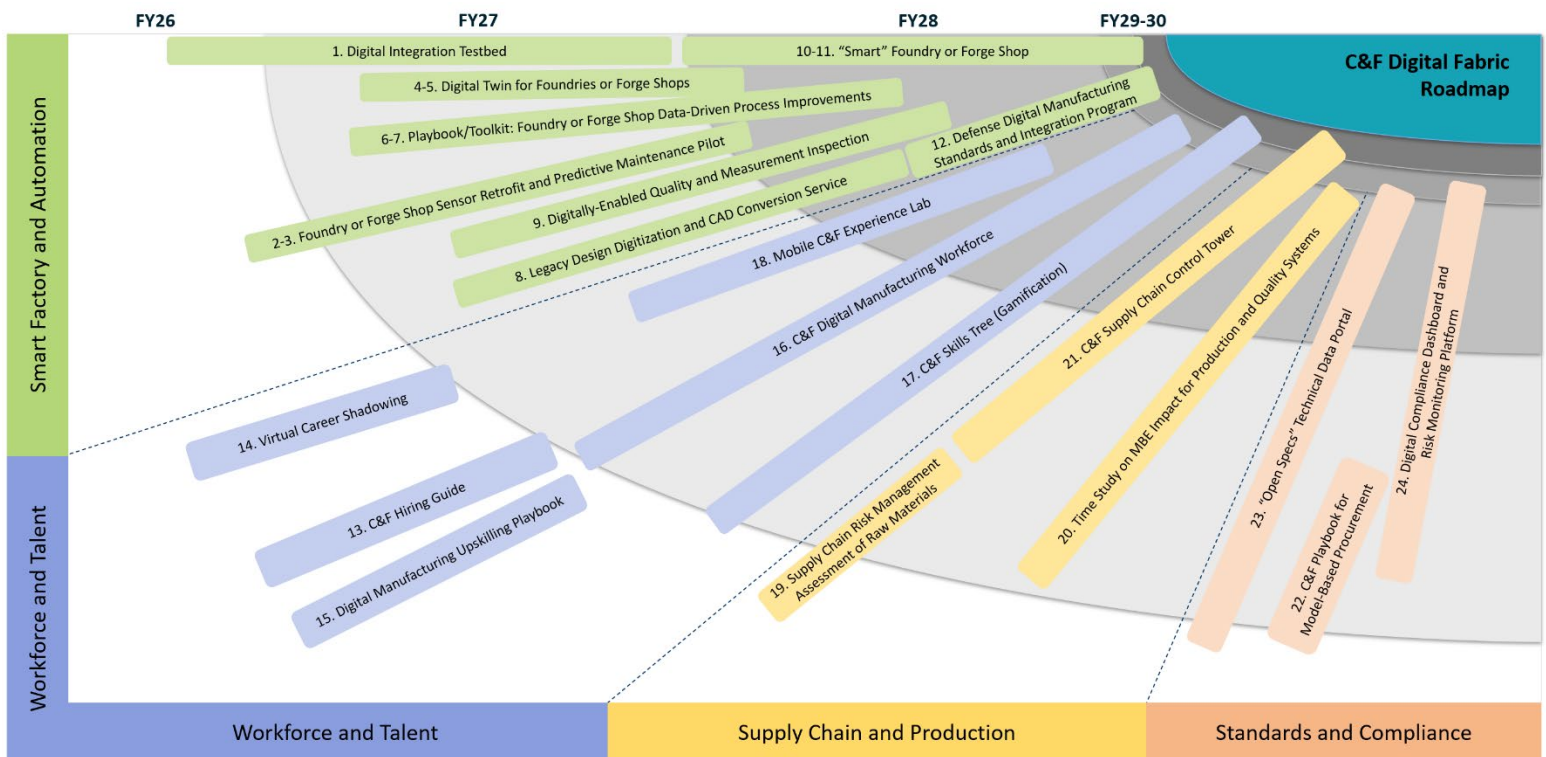 FY26
FY27
FY28
FY29-30
C&F Digital Fabric
Roadmap
1. Digital Integration Testbed
10-11. “Smart” Foundry or Forge Shop
4-5. Digital Twin for Foundries or Forge Shops
6-7. Playbook/Toolkit: Foundry or Forge Shop Data-Driven Process Improvements
2-3. Foundry or Forge Shop Sensor Retrofit and Predictive Maintenance Pilot
9. Digitally-Enabled Quality and Measurement Inspection
8. Legacy Design Digitization and CAD Conversion Service
12. Defense Digital Manufacturing
Standards and Integration Program
18. Mobile C&F Experience Lab
16. C&F Digital Manufacturing Workforce
17. C&F Skills Tree (Gamification)
14. Virtual Career Shadowing
13. C&F Hiring Guide
15. Digital Manufacturing Upskilling Playbook
21. C&F Supply Chain Control Tower
20. Time Study on MBE Impact for Production and Quality Systems
19. Supply Chain Risk Management
Assessment of Raw Materials
23. “Open Specs” Technical Data Portal
22. C&F Playbook for
Model-Based Procurement
24. Digital Compliance Dashboard and
Risk Monitoring Platform
Smart Factory and Automation
Workforce and Talent
Workforce and Talent
Supply Chain and Production
Standards and Compliance